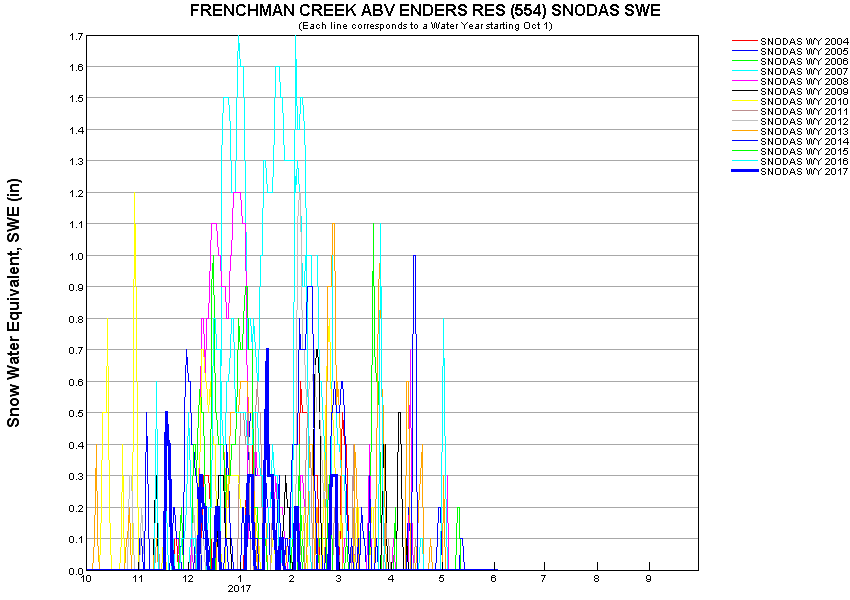 FRENCHMAN CREEK ABV ENDERS RES (554) SNODAS SWE
(Each line corresponds to a Water Year starting Oct 1)
Snow Water Equivalent, SWE (in)
1.7
1.6
1.5
1.4
1.3
1.2
1.1
1.0
0.9
0.8
0.7
0.6
0.5
0.4
0.3
0.2
0.1
0.0
10 11 12 1 2 3 4 5 6 7 8 9
2017
SNODAS WY 2004
SNODAS WY 2005
SNODAS WY 2006
SNODAS WY 2007
SNODAS WY 2008
SNODAS WY 2009
SNODAS WY 2010
SNODAS WY 2011
SNODAS WY 2012
SNODAS WY 2013
SNODAS WY 2014
SNODAS WY 2015
SNODAS WY 2016
SNODAS WY 2017